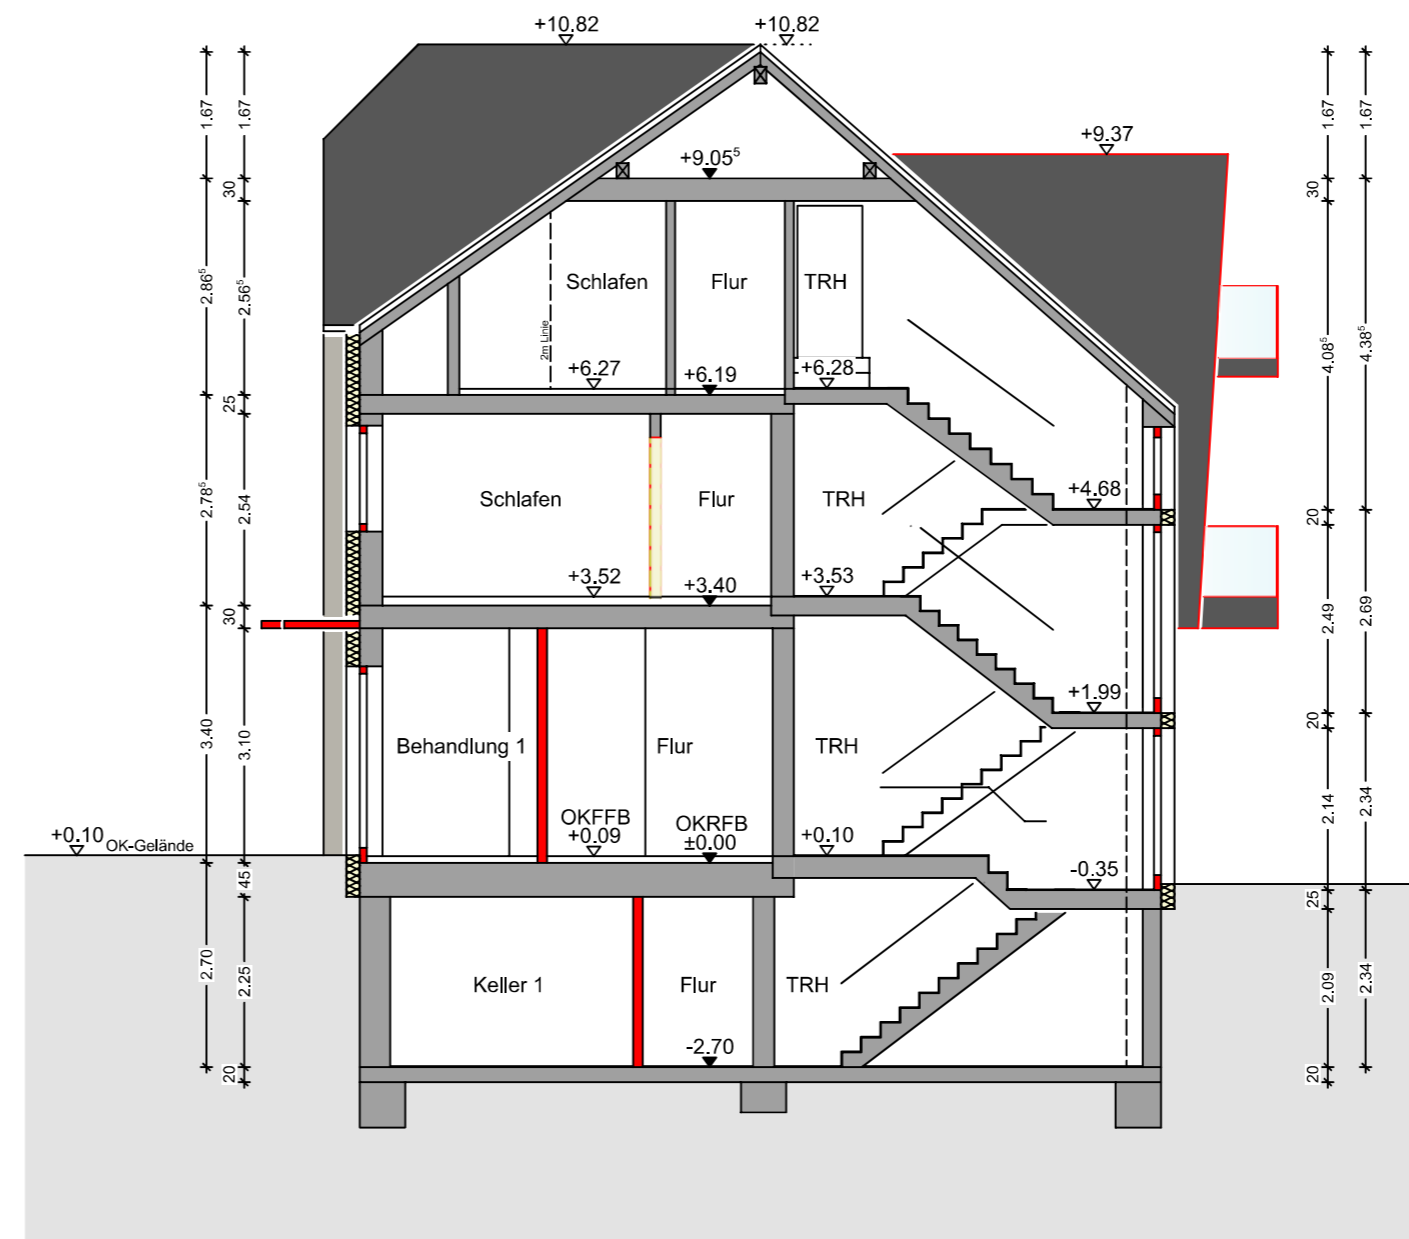 +10.82
+10.82
+9.37
+9.05⁵
Schlafen
Flur
TRH
2m Linie
+6.27
+6.19
+6.28
Schlafen
Flur
TRH
+4.68
+3.52
+3.40
+3.53
+1.99
Behandlung 1
Flur
TRH
OKFFB
+0.09
OKRFB
±0.00
+0.10
-0.35
+0.10 OK-Gelände
Keller 1
Flur
TRH
-2.70
1.67
2.86⁵
2.78⁵
3.40
2.70
1.67
30
2.56⁵
25
2.54
30
3.10
45
2.25
20
1.67
30
4.08⁵
20
2.49
20
2.14
25
2.09
20
1.67
4.38⁵
2.69
2.34
2.34